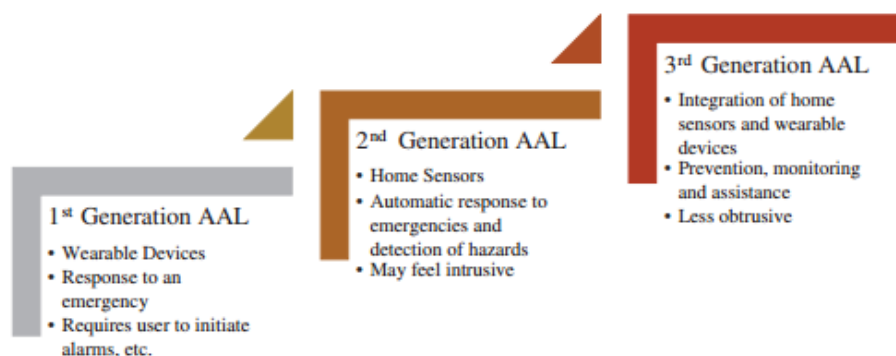 1st Generation AAL
• Wearable Devices
• Response to an
emergency
• Requires user to initiate
alarms, etc.
2nd Generation AAL
• Home Sensors
• Automatic response to
emergencies and
detection of hazards
• May feel intrusive
3rd Generation AAL
• Integration of home
sensors and wearable
devices
• Prevention, monitoring
and assistance
• Less obtrusive